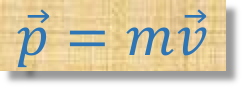 p⃗ = mv⃗